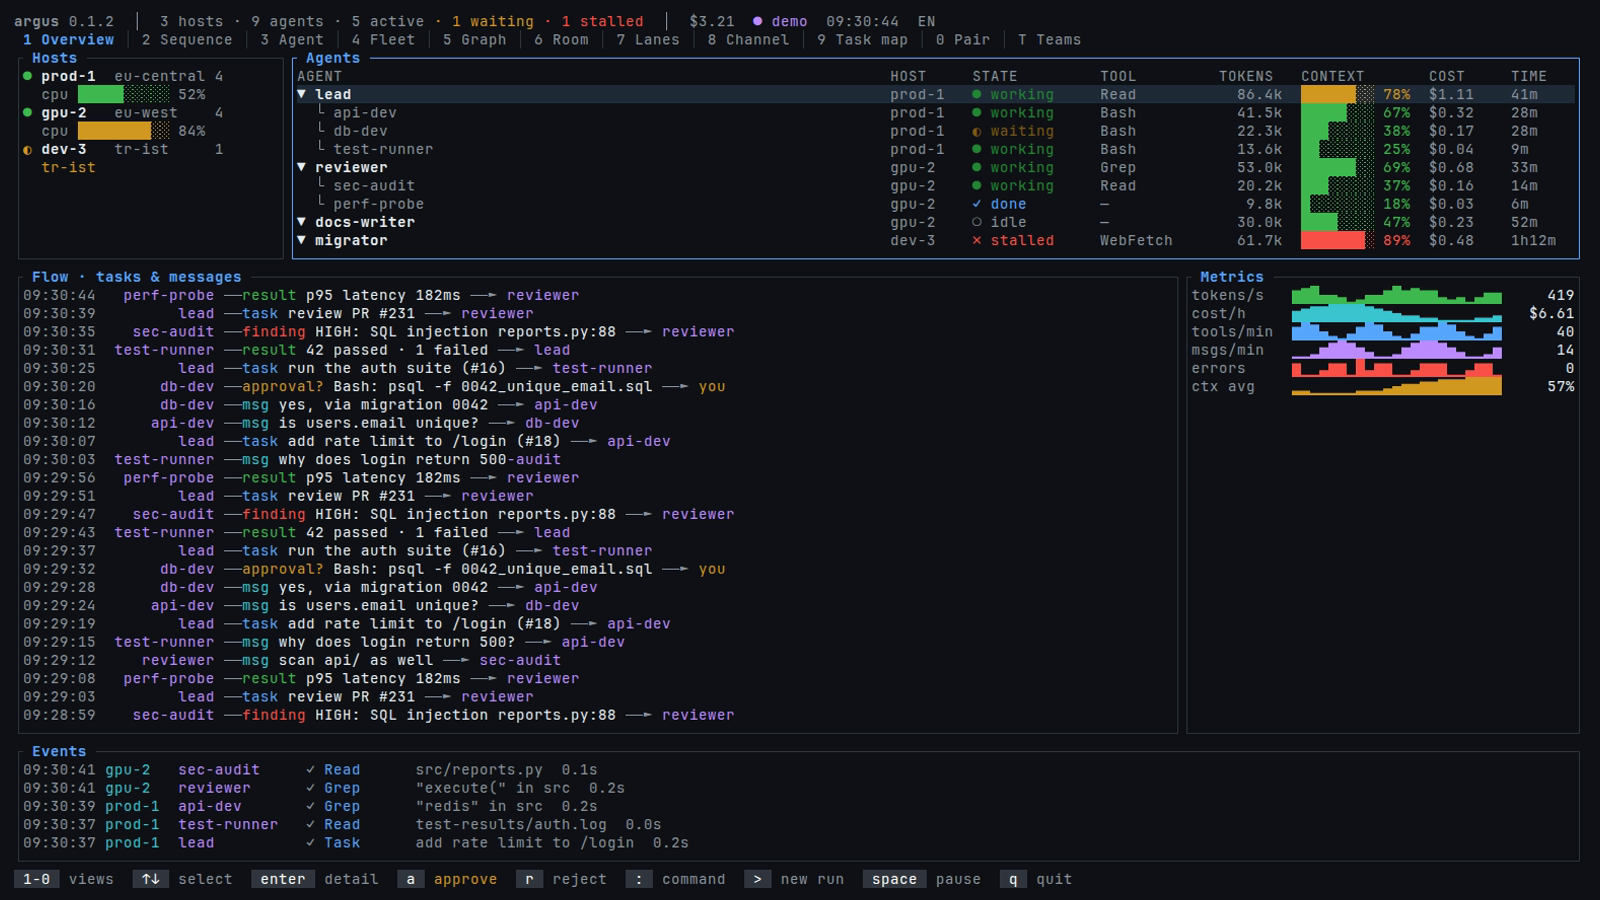 argus 0.1.2 │ 3 hosts · 9 agents · 5 active · 1 waiting · 1 stalled │ $3.21 ● demo 09:30:44 EN
1 Overview │ 2 Sequence │ 3 Agent │ 4 Fleet │ 5 Graph │ 6 Room │ 7 Lanes │ 8 Channel │ 9 Task map │ 0 Pair │ T Teams
Hosts
● prod-1 eu-central 4
cpu 52%
● gpu-2 eu-west 4
cpu 84%
◐ dev-3 tr-ist 1
tr-ist
Agents
AGENT HOST STATE TOOL TOKENS CONTEXT COST TIME
▼ lead prod-1 ● working Read 86.4k 78% $1.11 41m
└ api-dev prod-1 ● working Bash 41.5k 67% $0.32 28m
└ db-dev prod-1 ◐ waiting Bash 22.3k 38% $0.17 28m
└ test-runner prod-1 ● working Bash 13.6k 25% $0.04 9m
▼ reviewer gpu-2 ● working Grep 53.0k 69% $0.68 33m
└ sec-audit gpu-2 ● working Read 20.2k 37% $0.16 14m
└ perf-probe gpu-2 ✓ done — 9.8k 18% $0.03 6m
▼ docs-writer gpu-2 ○ idle — 30.0k 47% $0.23 52m
▼ migrator dev-3 ✕ stalled WebFetch 61.7k 89% $0.48 1h12m
Flow · tasks & messages
09:30:44 perf-probe ──result p95 latency 182ms ──► reviewer
09:30:39 lead ──task review PR #231 ──► reviewer
09:30:35 sec-audit ──finding HIGH: SQL injection reports.py:88 ──► reviewer
09:30:31 test-runner ──result 42 passed · 1 failed ──► lead
09:30:25 lead ──task run the auth suite (#16) ──► test-runner
09:30:20 db-dev ──approval? Bash: psql -f 0042_unique_email.sql ──► you
09:30:16 db-dev ──msg yes, via migration 0042 ──► api-dev
09:30:12 api-dev ──msg is users.email unique? ──► db-dev
09:30:07 lead ──task add rate limit to /login (#18) ──► api-dev
09:30:03 test-runner ──msg why does login return 500-audit
09:29:56 perf-probe ──result p95 latency 182ms ──► reviewer
09:29:51 lead ──task review PR #231 ──► reviewer
09:29:47 sec-audit ──finding HIGH: SQL injection reports.py:88 ──► reviewer
09:29:43 test-runner ──result 42 passed · 1 failed ──► lead
09:29:37 lead ──task run the auth suite (#16) ──► test-runner
09:29:32 db-dev ──approval? Bash: psql -f 0042_unique_email.sql ──► you
09:29:28 db-dev ──msg yes, via migration 0042 ──► api-dev
09:29:24 api-dev ──msg is users.email unique? ──► db-dev
09:29:19 lead ──task add rate limit to /login (#18) ──► api-dev
09:29:15 test-runner ──msg why does login return 500? ──► api-dev
09:29:12 reviewer ──msg scan api/ as well ──► sec-audit
09:29:08 perf-probe ──result p95 latency 182ms ──► reviewer
09:29:03 lead ──task review PR #231 ──► reviewer
09:28:59 sec-audit ──finding HIGH: SQL injection reports.py:88 ──► reviewer
Metrics
tokens/s 419
cost/h $6.61
tools/min 40
msgs/min 14
errors 0
ctx avg 57%
Events
09:30:41 gpu-2 sec-audit ✓ Read src/reports.py 0.1s
09:30:41 gpu-2 reviewer ✓ Grep "execute(" in src 0.2s
09:30:39 prod-1 api-dev ✓ Grep "redis" in src 0.2s
09:30:37 prod-1 test-runner ✓ Read test-results/auth.log 0.0s
09:30:37 prod-1 lead ✓ Task add rate limit to /login 0.2s
1-0 views ↑↓ select enter detail a approve r reject : command > new run space pause q quit